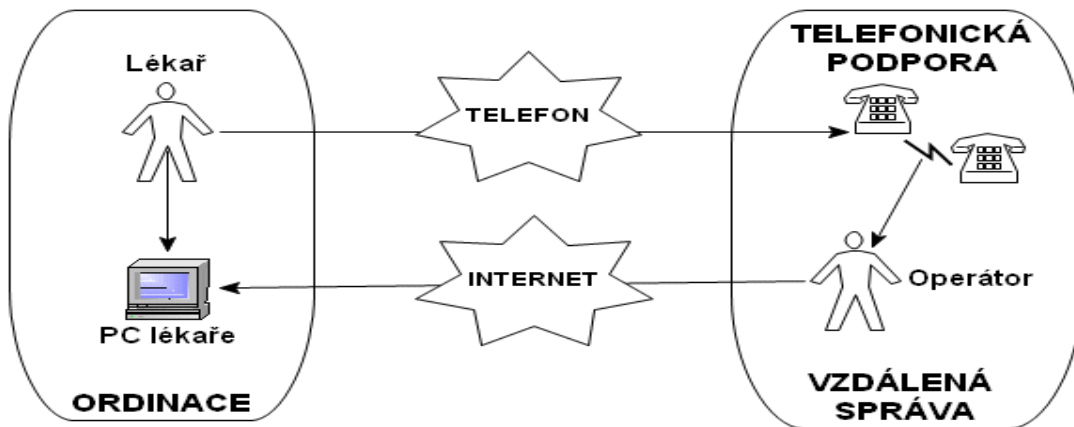 Lékař
PC lékaře
ORDINACE
TELEFON
INTERNET
TELEFONICKÁ
PODPORA
Operátor
VZDÁLENÁ
SPRÁVA